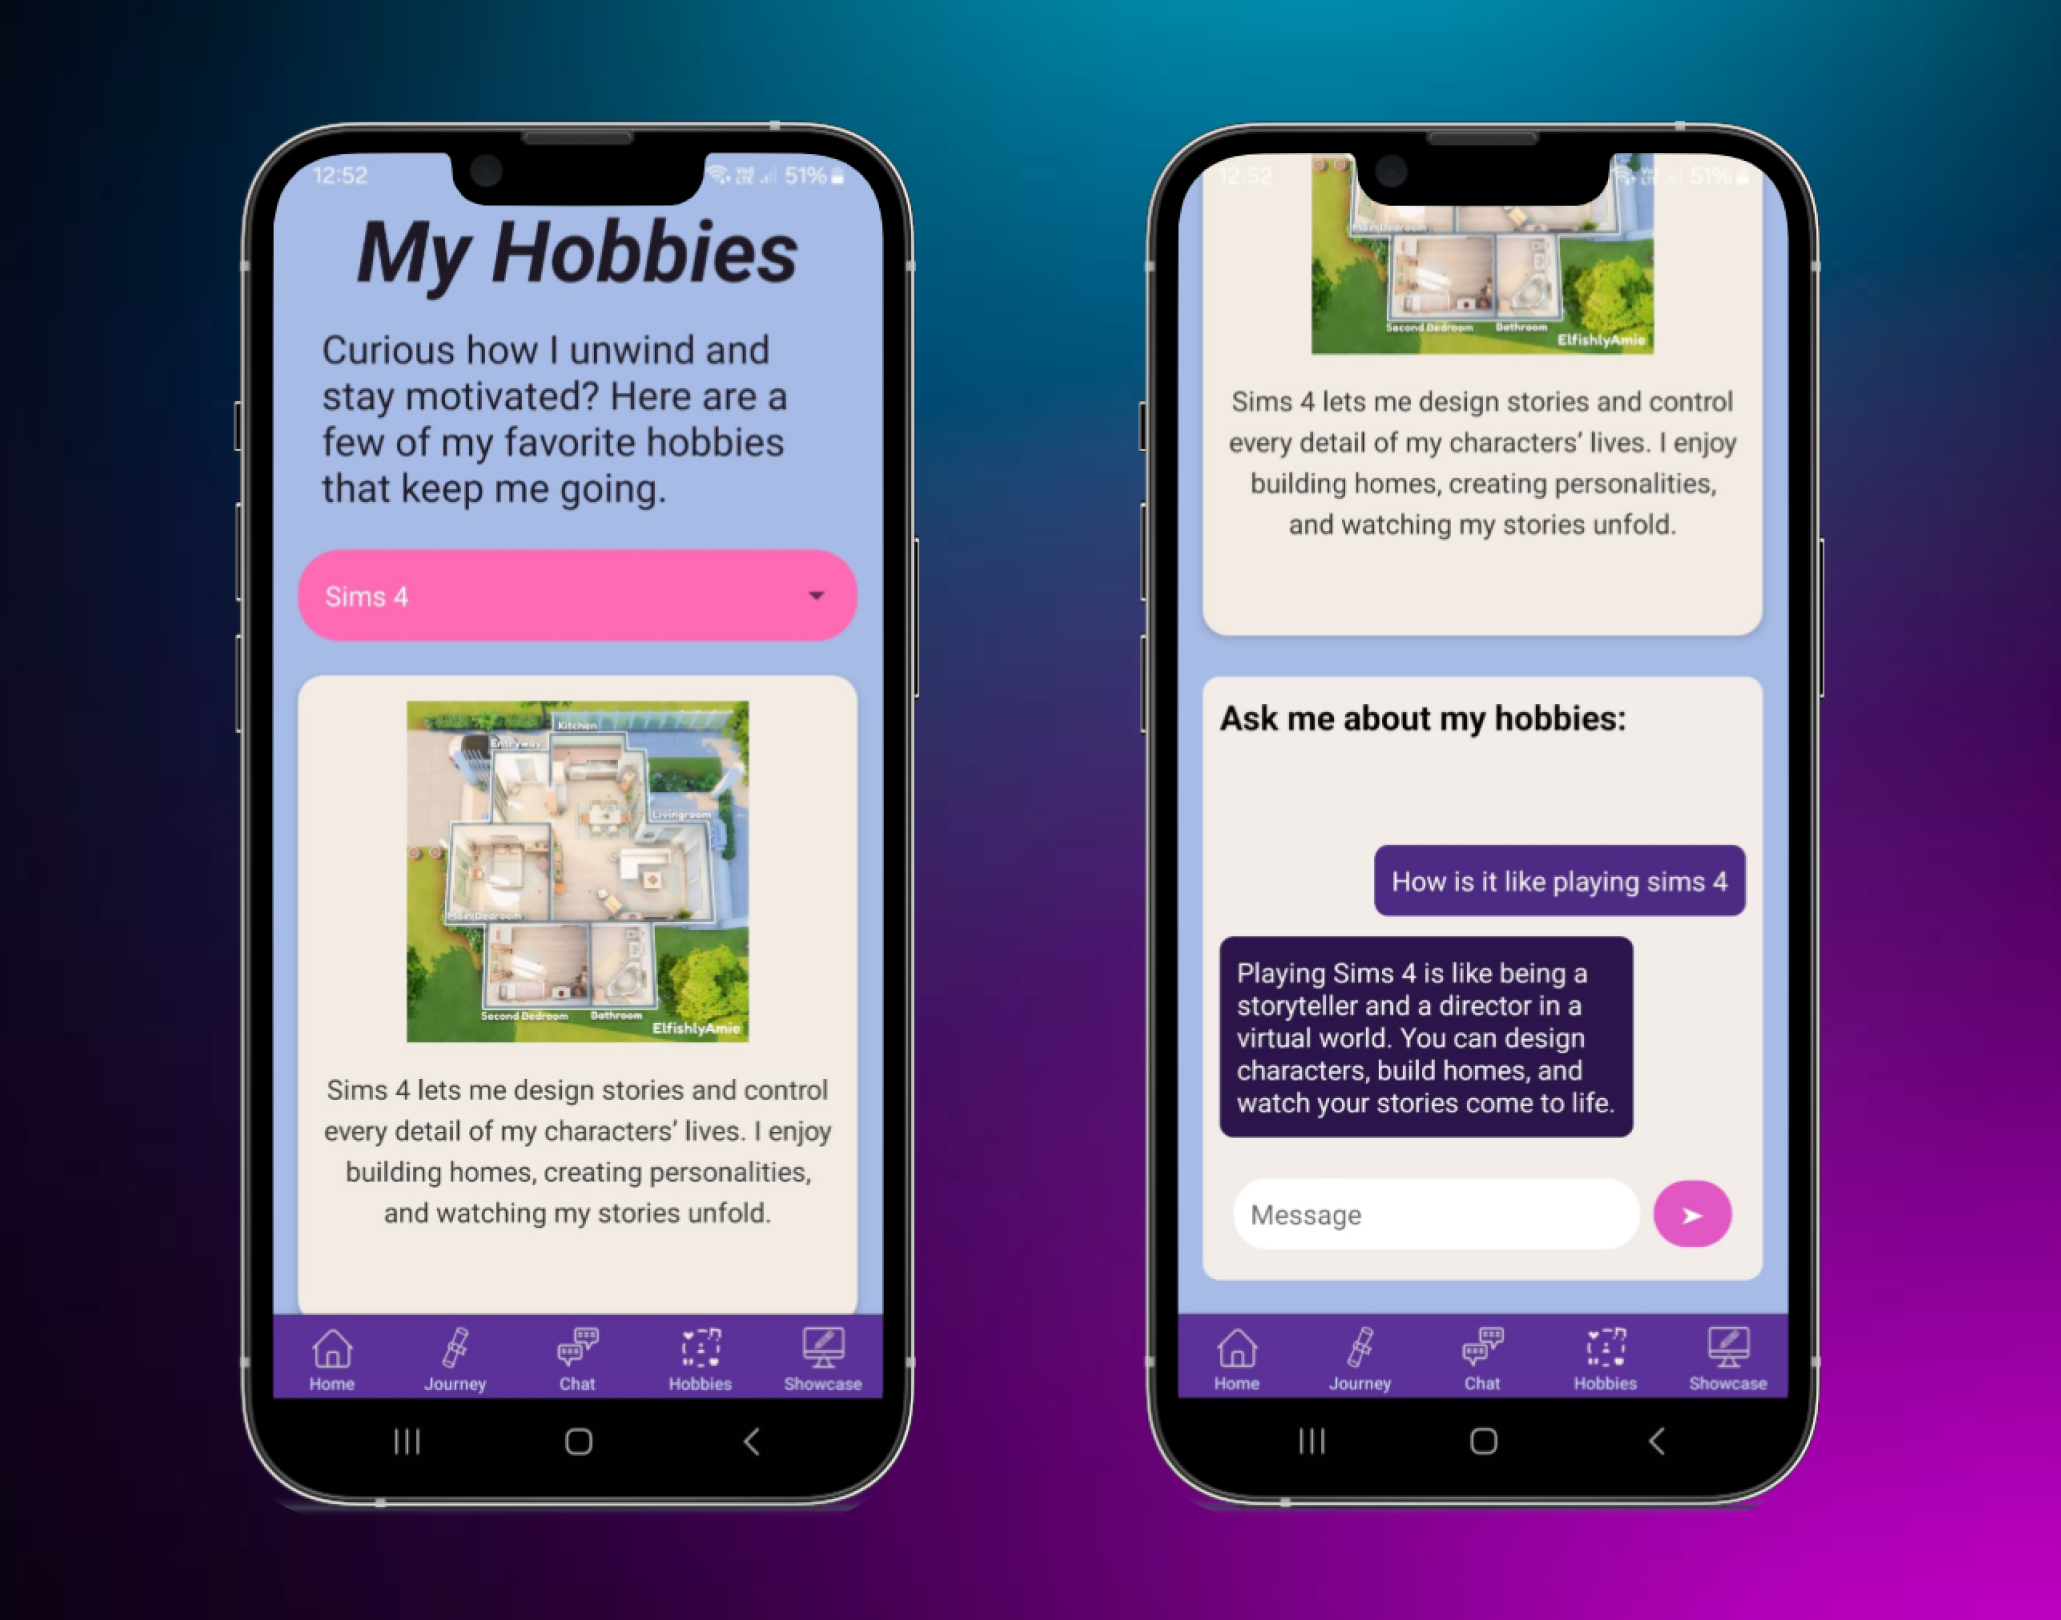 12:52
VoI)
LTE
51%
My Hobbies
Curious how I unwind and
stay motivated? Here are a
few of my favorite hobbies
that keep me going.
Sims 4
Kitchen
Entryway
Livingroom
MainBedroom
Second Bedroom
Bathroom
ElfishlyAmie
Sims 4 lets me design stories and control
every detail of my characters’ lives. I enjoy
building homes, creating personalities,
and watching my stories unfold.
Home
Journey
Chat
Hobbies
Showcase
12:52
51%
MainBedroom
Second Bedroom
Bathroom
ElfishlyAmie
Sims 4 lets me design stories and control
every detail of my characters’ lives. I enjoy
building homes, creating personalities,
and watching my stories unfold.
Ask me about my hobbies:
How is it like playing sims 4
Playing Sims 4 is like being a
storyteller and a director in a
virtual world. You can design
characters, build homes, and
watch your stories come to life.
Message
Home
Journey
Chat
Hobbies
Showcase